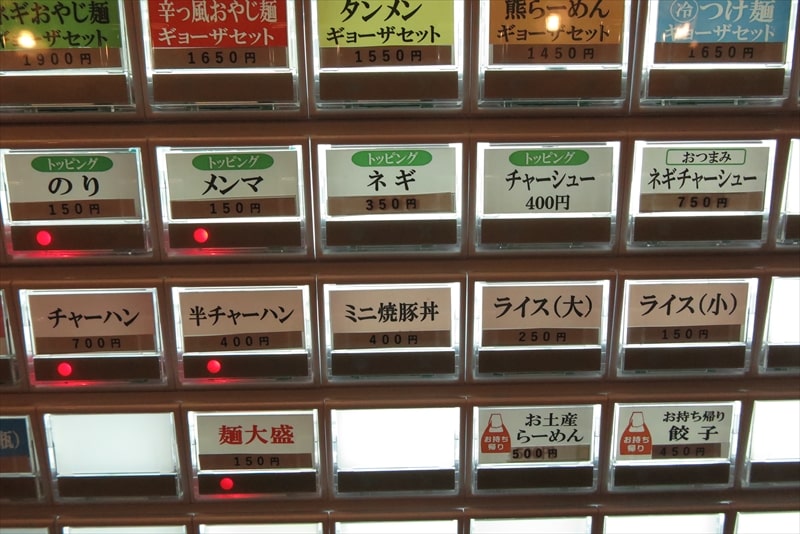 ネギおやじ麺
ギョーザセット
1900円
辛っ風おやじ麺
ギョーザセット
1650円
タンメン
ギョーザセット
1550円
熊らーめん
ギョーザセット
1450円
冷つけ麺
ギョーザセット
1650円
トッピング
のり
150円
トッピング
メンマ
150円
トッピング
ネギ
350円
トッピング
チャーシュー
400円
おつまみ
ネギチャーシュー
750円
チャーハン
700円
半チャーハン
400円
ミニ焼豚丼
400円
ライス(大)
250円
ライス(小)
150円
瓶)
麺大盛
150円
お持ち
帰り
お土産
らーめん
500円
お持ち
帰り
お持ち帰り
餃子
450円